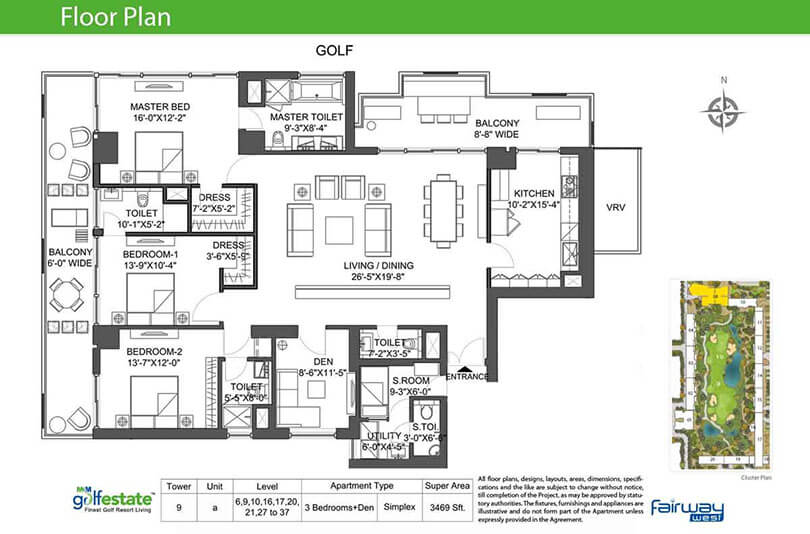 Floor Plan
GOLF
N
MASTER BED
16'-0"X12'-2"
MASTER TOILET
9'-3"X8'-4"
BALCONY
8'-8" WIDE
KITCHEN
10'-2"X15'-4"
VRV
DRESS
7'-2"X5'-2"
TOILET
10'-1"X5'-2"
BALCONY
6'-0" WIDE
BEDROOM-1
13'-9"X10'-4"
DRESS
3'-6"X5'-9"
LIVING / DINING
26'-5"X19'-8"
BEDROOM-2
13'-7"X12'-0"
TOILET
5'-5"X8'-0"
DEN
8'-6"X11'-5"
TOILET
7'-2"X3'-5"
S.ROOM
9'-3"X6'-0"
ENTRANCE
S.TOI.
3'-0"X6'-6"
UTILITY
6'-0"X4'-5"
Cluster Plan
M3M
golfestate™
Finest Golf Resort Living
Tower Unit Level Apartment Type Super Area
9 a 6,9,10,16,17,20, 21,27 to 37 3 Bedrooms+Den Simplex 3469 Sft.
All floor plans, designs, layouts, areas, dimensions, specifi-
cations and the like are subject to change without notice,
till completion of the Project, as may be approved by statu-
tory authorities. The fixtures, furnishings and appliances are
illustrative and do not form part of the Apartment unless
expressly provided in the Agreement.
fairway
west